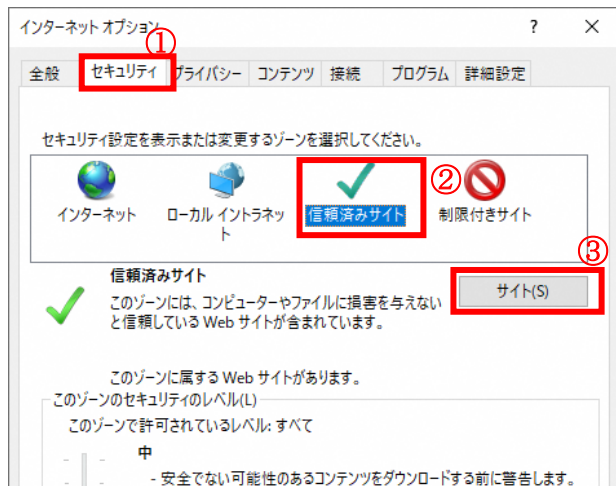 インターネット オプション ? ×
①
全般 セキュリティ プライバシー コンテンツ 接続 プログラム 詳細設定
セキュリティ設定を表示または変更するゾーンを選択してください。
②
インターネット ローカル イントラネッ 信頼済みサイト 制限付きサイト
ト
③
信頼済みサイト
サイト(S)
このゾーンには、コンピューターやファイルに損害を与えない
と信頼している Web サイトが含まれています。
このゾーンに属する Web サイトがあります。
このゾーンのセキュリティのレベル(L)
このゾーンで許可されているレベル: すべて
中
- 安全でない可能性のあるコンテンツをダウンロードする前に警告します。